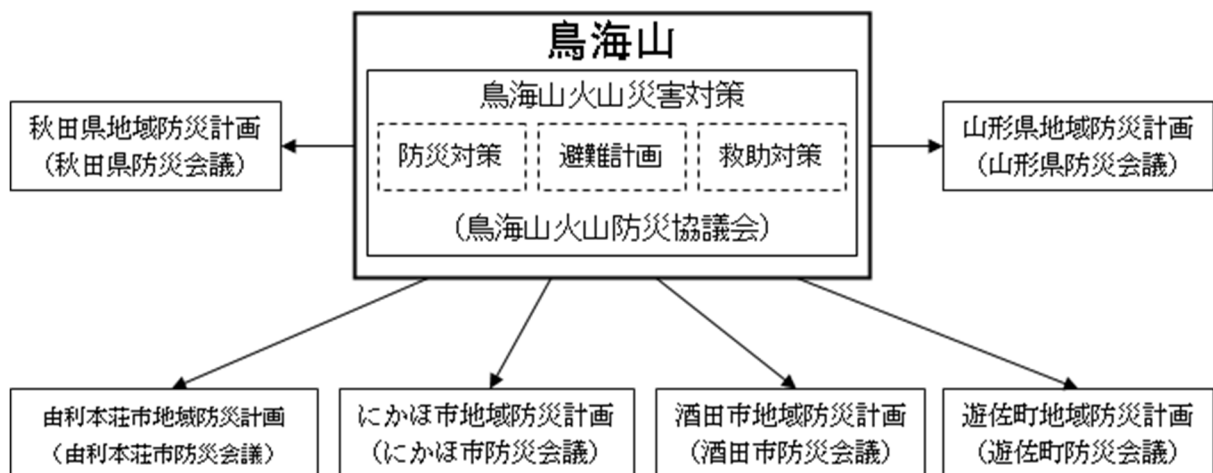 鳥海山
鳥海山火山災害対策
防災対策
避難計画
救助対策
(鳥海山火山防災協議会)
秋田県地域防災計画
(秋田県防災会議)
山形県地域防災計画
(山形県防災会議)
由利本荘市地域防災計画
(由利本荘市防災会議)
にかほ市地域防災計画
(にかほ市防災会議)
酒田市地域防災計画
(酒田市防災会議)
遊佐町地域防災計画
(遊佐町防災会議)